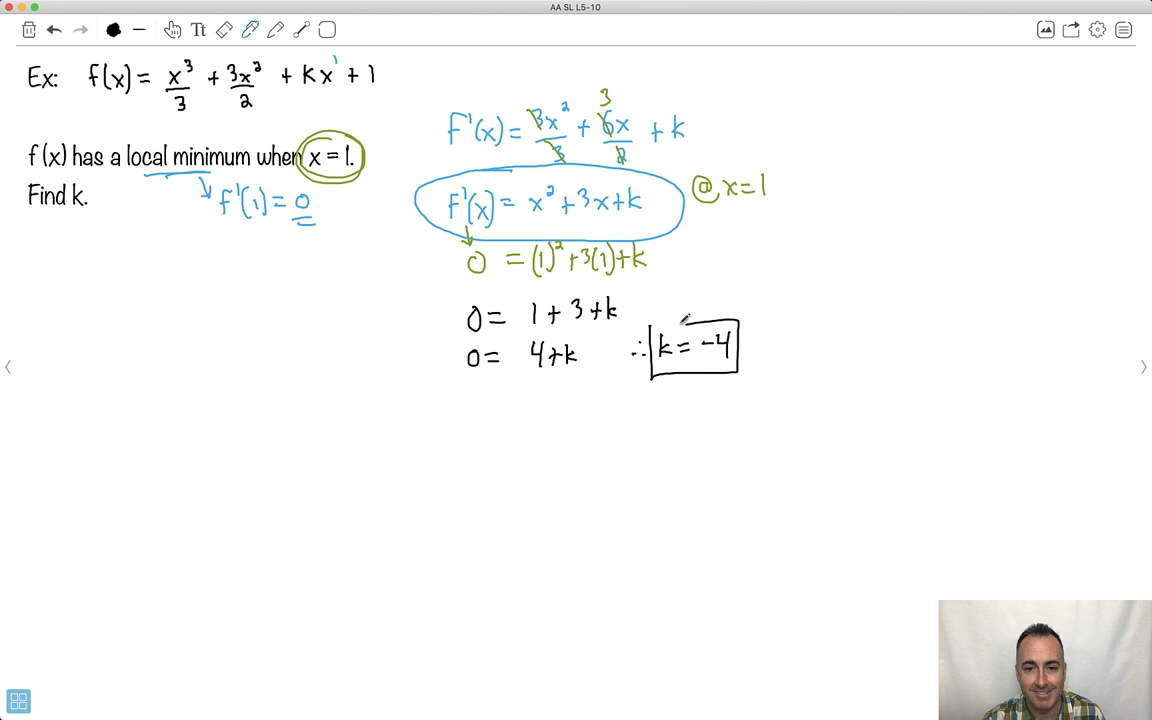 AA SL L5-10
Tt
Ex: f(x) = x³/3 + 3x²/2 + kx¹ + 1
f(x) has a local minimum when x = 1.
Find k.
f'(1) = 0
f'(x) = 3x²/3 + 6x/2 + k
3
f'(x) = x² + 3x + k
@ x = 1
0 = (1)² + 3(1) + k
0 = 1 + 3 + k
0 = 4 + k ∴ k = -4